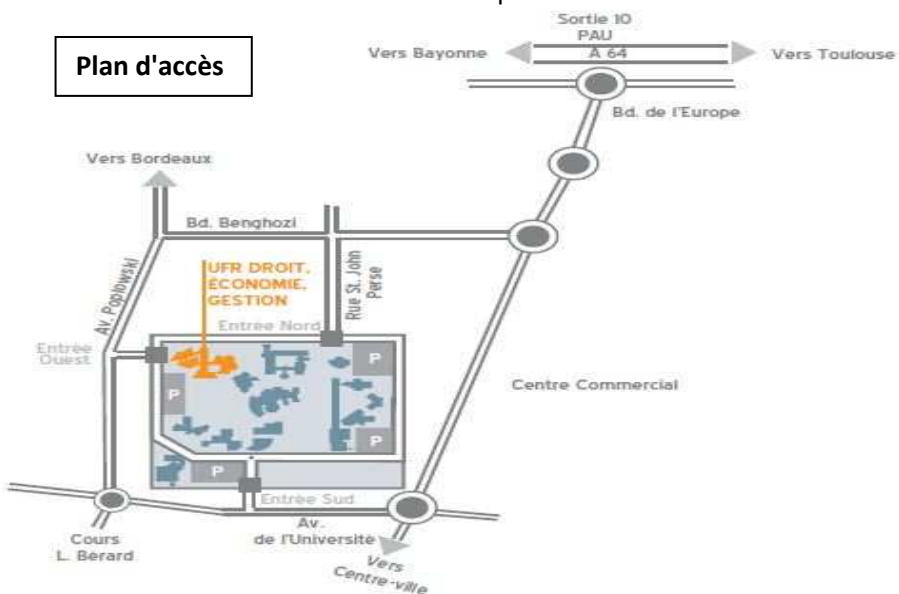 Sortie 10
PAU
A 64
Vers Bayonne
Vers Toulouse
Plan d'accès
Bd. de l'Europe
Vers Bordeaux
Bd. Benghozi
Av. Poplowski
UFR DROIT,
ÉCONOMIE,
GESTION
Rue St. John
Perse
Entrée Nord
Entrée
Ouest
P
P
Centre Commercial
P
P
Entrée Sud
Av.
de l'Université
Cours
L. Bérard
Vers
Centre-ville